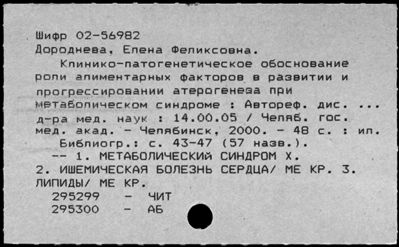 Шифр 02-56982
Дороднева, Елена Феликсовна.
Клинико-патогенетическое обоснование
роли алиментарных факторов в развитии и
прогрессировании атерогенеза при
метаболическом синдроме : Автореф. дис. ...
д-ра мед. наук : 14.00.05 / Челяб. гос.
мед. акад. - Челябинск, 2000. - 48 с. : ил.
Библиогр.: с. 43-47 (57 назв.).
-- 1. МЕТАБОЛИЧЕСКИЙ СИНДРОМ X.
2. ИШЕМИЧЕСКАЯ БОЛЕЗНЬ СЕРДЦА/ МЕ КР. 3.
ЛИПИДЫ/ МЕ КР.
295299 - ЧИТ
295300 - АБ